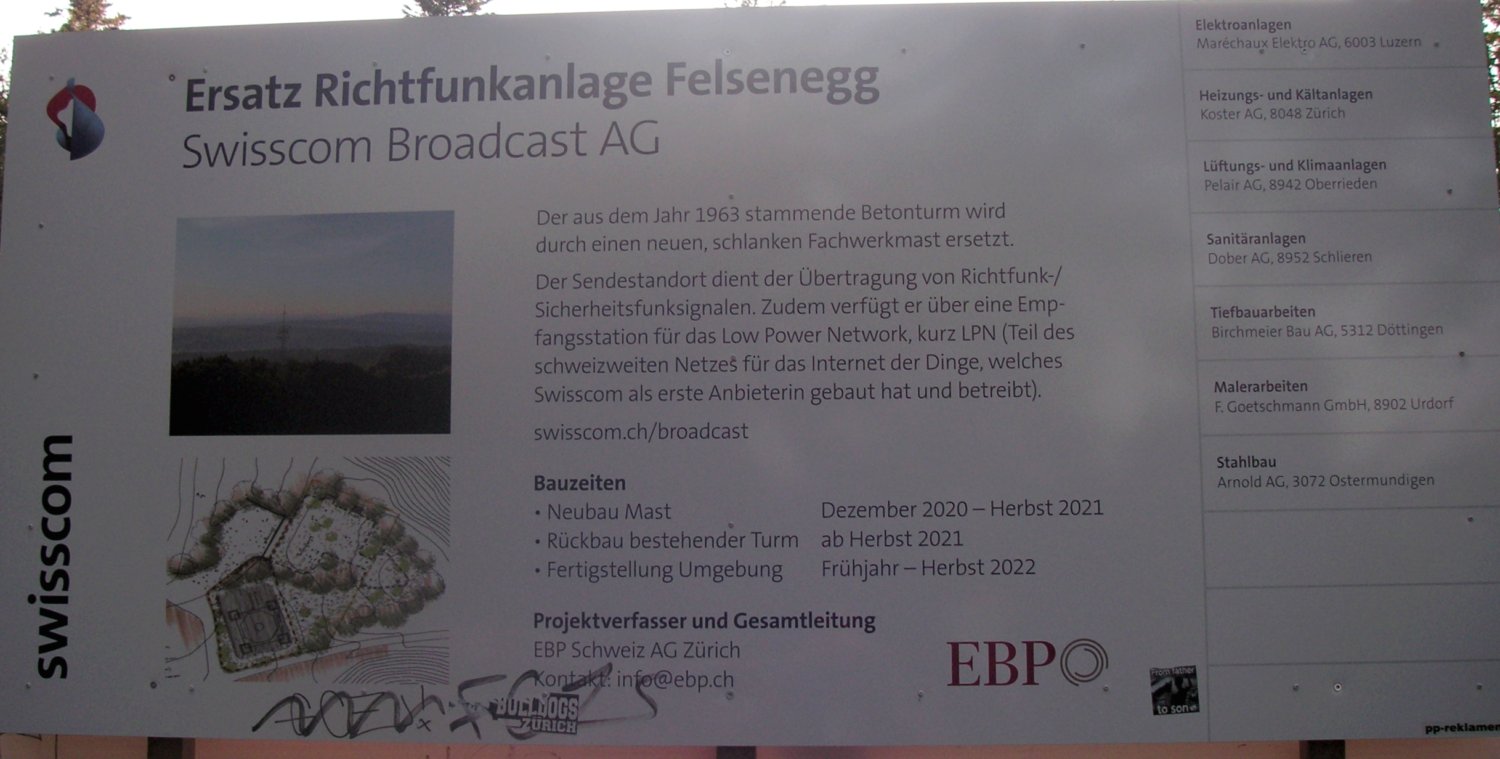 Ersatz Richtfunkanlage Felsenegg
Swisscom Broadcast AG
Der aus dem Jahr 1963 stammende Betonturm wird
durch einen neuen, schlanken Fachwerkmast ersetzt.
Der Sendestandort dient der Übertragung von Richtfunk-/
Sicherheitsfunksignalen. Zudem verfügt er über eine Emp-
fangsstation für das Low Power Network, kurz LPN (Teil des
schweizweiten Netzes für das Internet der Dinge, welches
Swisscom als erste Anbieterin gebaut hat und betreibt).
swisscom.ch/broadcast
Bauzeiten
• Neubau Mast Dezember 2020 – Herbst 2021
• Rückbau bestehender Turm ab Herbst 2021
• Fertigstellung Umgebung Frühjahr – Herbst 2022
Projektverfasser und Gesamtleitung
EBP Schweiz AG Zürich
Kontakt: info@ebp.ch
swisscom
BULLDOGS
ZÜRICH
EBP
From father
to son
Elektroanlagen
Maréchaux Elektro AG, 6003 Luzern
Heizungs- und Kältanlagen
Koster AG, 8048 Zürich
Lüftungs- und Klimaanlagen
Pelair AG, 8942 Oberrieden
Sanitäranlagen
Dober AG, 8952 Schlieren
Tiefbauarbeiten
Birchmeier Bau AG, 5312 Döttingen
Malerarbeiten
F. Goetschmann GmbH, 8902 Urdorf
Stahlbau
Arnold AG, 3072 Ostermundigen
pp-reklamen